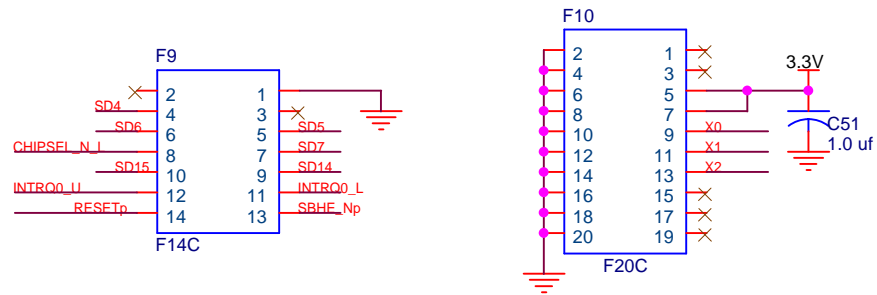 F9
2 1
SD4 4 3
SD6 6 5 SD5
CHIPSEL_N_L 8 7 SD7
SD15 10 9 SD14
INTRQ0_U 12 11 INTRQ0_L
RESETp 14 13 SBHE_Np
F14C
F10
2 1
4 3
6 5
8 7
10 9 X0
12 11 X1
14 13 X2
16 15
18 17
20 19
F20C
3.3V
C51
1.0 uf